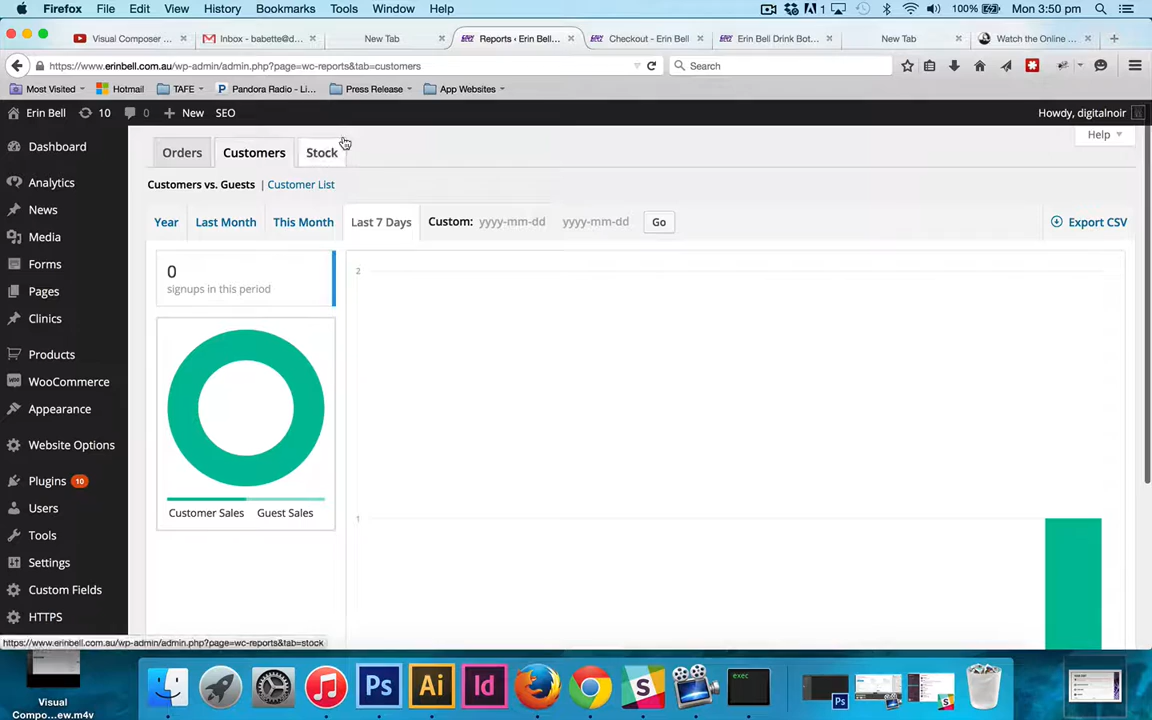 Firefox File Edit View History Bookmarks Tools Window Help 1 100% Mon 3:50 pm
Visual Composer ... Inbox - babette@d... New Tab Reports ‹ Erin Bell... Checkout - Erin Bell Erin Bell Drink Bot... New Tab Watch the Online ...
https://www.erinbell.com.au/wp-admin/admin.php?page=wc-reports&tab=customers Search
Most Visited Hotmail TAFE Pandora Radio - Li... Press Release App Websites
Erin Bell 10 0 New SEO Howdy, digitalnoir
Dashboard
Analytics
News
Media
Forms
Pages
Clinics
Products
WooCommerce
Appearance
Website Options
Plugins 10
Users
Tools
Settings
Custom Fields
HTTPS
Orders Customers Stock Help
Customers vs. Guests | Customer List
Year Last Month This Month Last 7 Days Custom: yyyy-mm-dd yyyy-mm-dd Go Export CSV
0
signups in this period
Customer Sales Guest Sales
2
1
https://www.erinbell.com.au/wp-admin/admin.php?page=wc-reports&tab=stock
Ps Ai Id S exec
Visual
Compo...ew.m4v